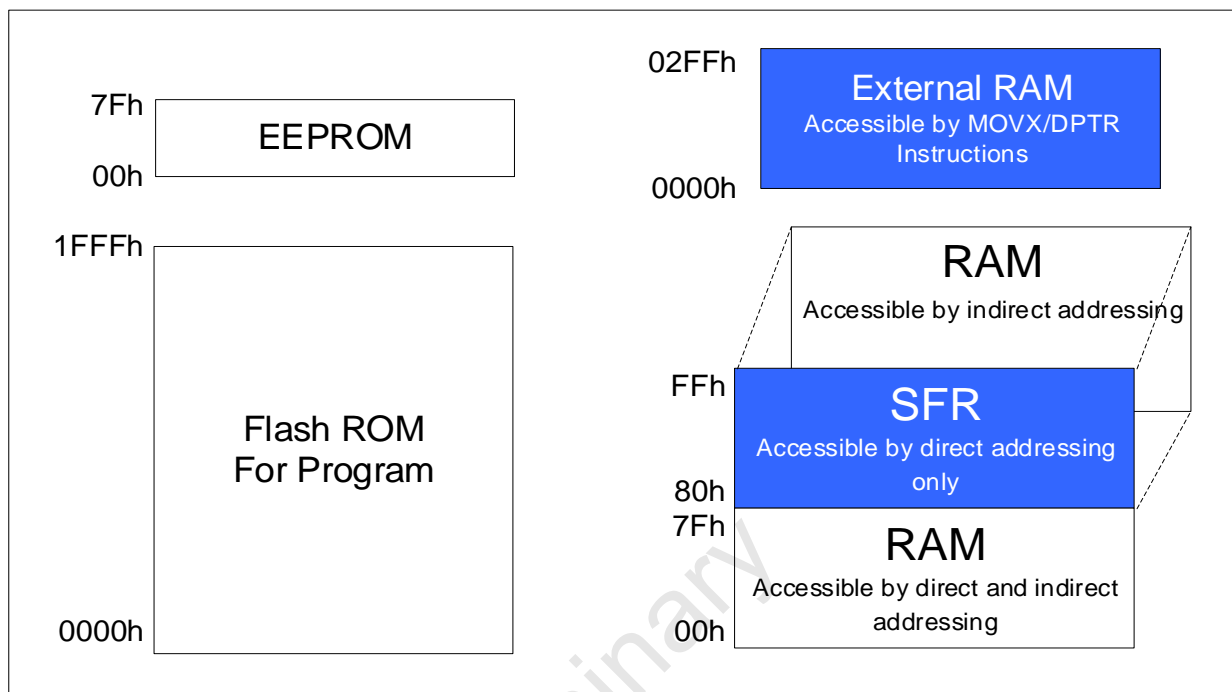 7Fh
EEPROM
00h
1FFFh
Flash ROM
For Program
0000h
02FFh
External RAM
Accessible by MOVX/DPTR
Instructions
0000h
RAM
Accessible by indirect addressing
FFh
SFR
Accessible by direct addressing
only
80h
7Fh
RAM
Accessible by direct and indirect
addressing
00h
inary